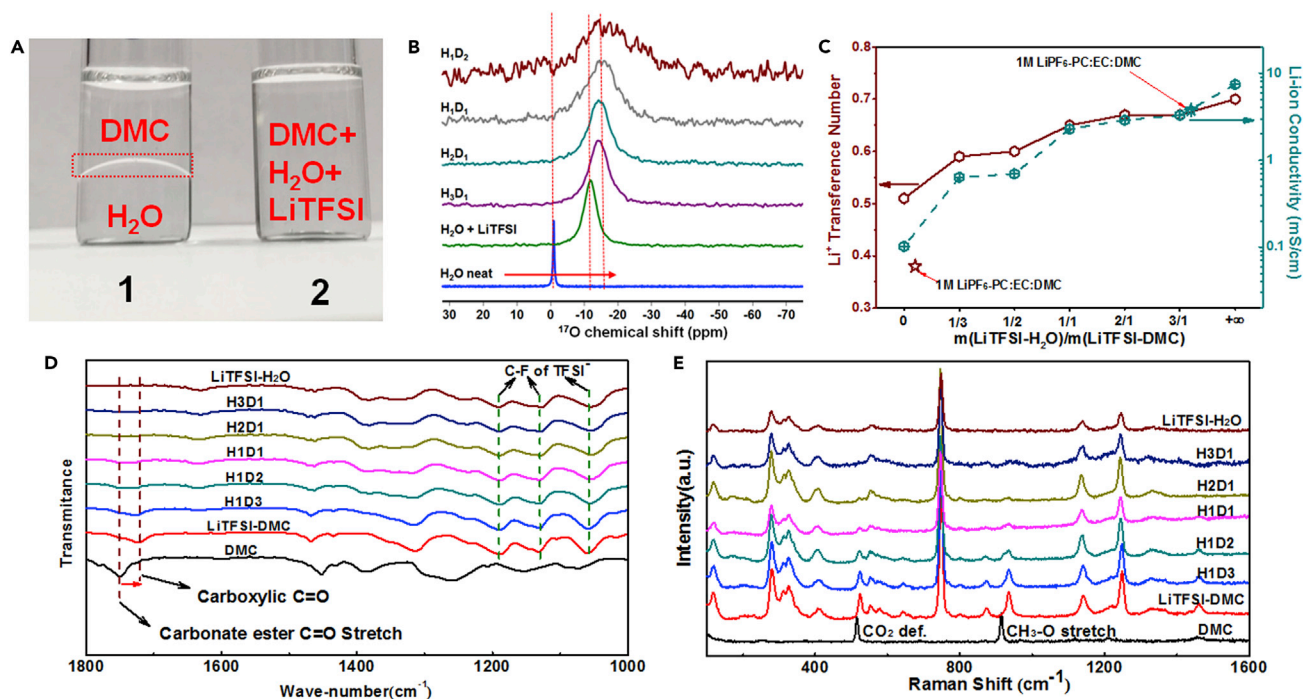 A
DMC
H2O
DMC+
H2O+
LiTFSI
1
2
B
H1D2
H1D1
H2D1
H3D1
H2O + LiTFSI
H2O neat
30 20 10 0 -10 -20 -30 -40 -50 -60 -70
17O chemical shift (ppm)
C
Li+ Transference Number
0.8
0.7
0.6
0.5
0.4
0.3
1M LiPF6-PC:EC:DMC
1M LiPF6-PC:EC:DMC
10
1
0.1
Li-ion Conductivity (mS/cm)
0 1/3 1/2 1/1 2/1 3/1 +∞
m(LiTFSI-H2O)/m(LiTFSI-DMC)
D
Transmitance
LiTFSI-H2O
C-F of TFSI-
H3D1
H2D1
H1D1
H1D2
H1D3
LiTFSI-DMC
DMC
Carboxylic C=O
Carbonate ester C=O Stretch
1800 1600 1400 1200 1000
Wave-number(cm-1)
E
Intensity(a.u.)
LiTFSI-H2O
H3D1
H2D1
H1D1
H1D2
H1D3
LiTFSI-DMC
CO2 def.
CH3-O stretch
DMC
400 800 1200 1600
Raman Shift (cm-1)